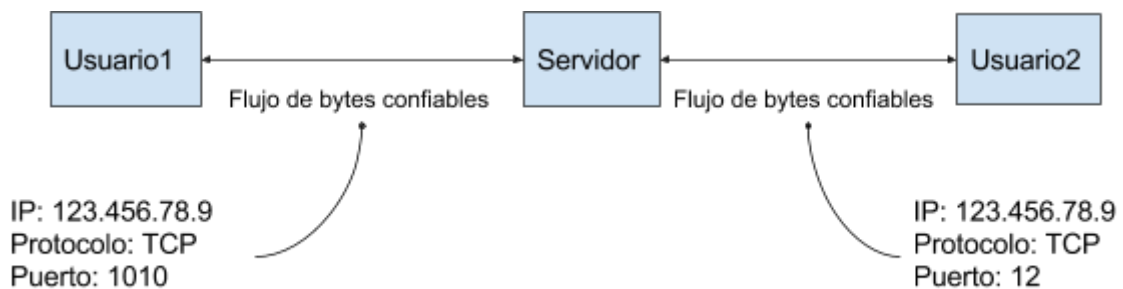 Usuario1
Servidor
Usuario2
Flujo de bytes confiables
Flujo de bytes confiables
IP: 123.456.78.9
Protocolo: TCP
Puerto: 1010
IP: 123.456.78.9
Protocolo: TCP
Puerto: 12